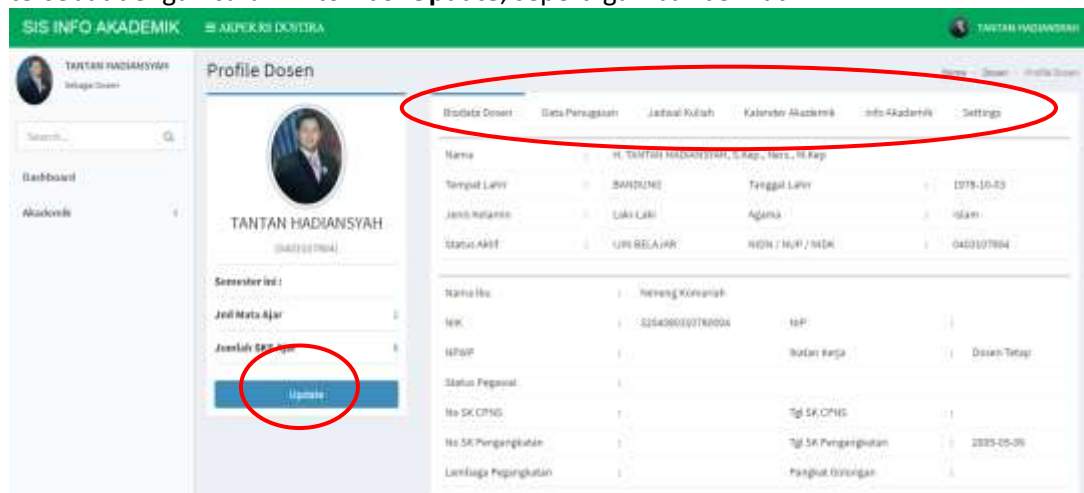 SIS INFO AKADEMIK
≡ AKPER RS DUSTIRA
TANTAN HADIANSYAH
TANTAN HADIANSYAH
Sebagai Dosen
Profile Dosen
Home Dosen Profile Dosen
Biodata Dosen Data Penugasan Jadwal Kuliah Kalender Akademik Info Akademik Settings
Search...
Dashboard
Akademik
TANTAN HADIANSYAH
Semester ini :
Jml Mata Ajar
Jumlah SKS Ajar
Update
Nama : H. TANTAN HADIANSYAH, S.Kep., Ners., M.Kep
Tempat Lahir : BANDUNG Tanggal Lahir : 1978-10-03
Jenis Kelamin : Laki-Laki Agama : Islam
Status Aktif : IJIN BELAJAR NIDN / NUP / NIDK : 0403107804
Nama Ibu : Neneng Komariah
NIK : NIP :
NPWP : Ikatan Kerja : Dosen Tetap
Status Pegawai :
No SK CPNS : Tgl SK CPNS :
No SK Pengangkatan : Tgl SK Pengangkatan :
Lembaga Pegangkatan : Pangkat Golongan :